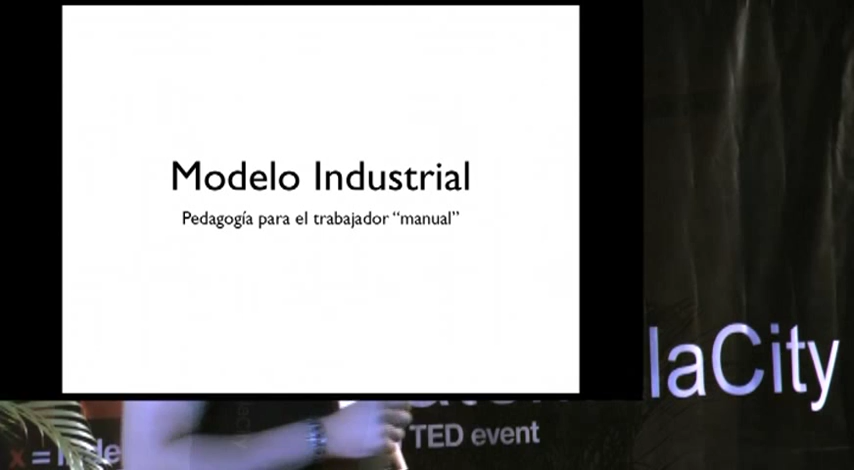 Modelo Industrial
Pedagogía para el trabajador “manual”
laCity
TED event
x =